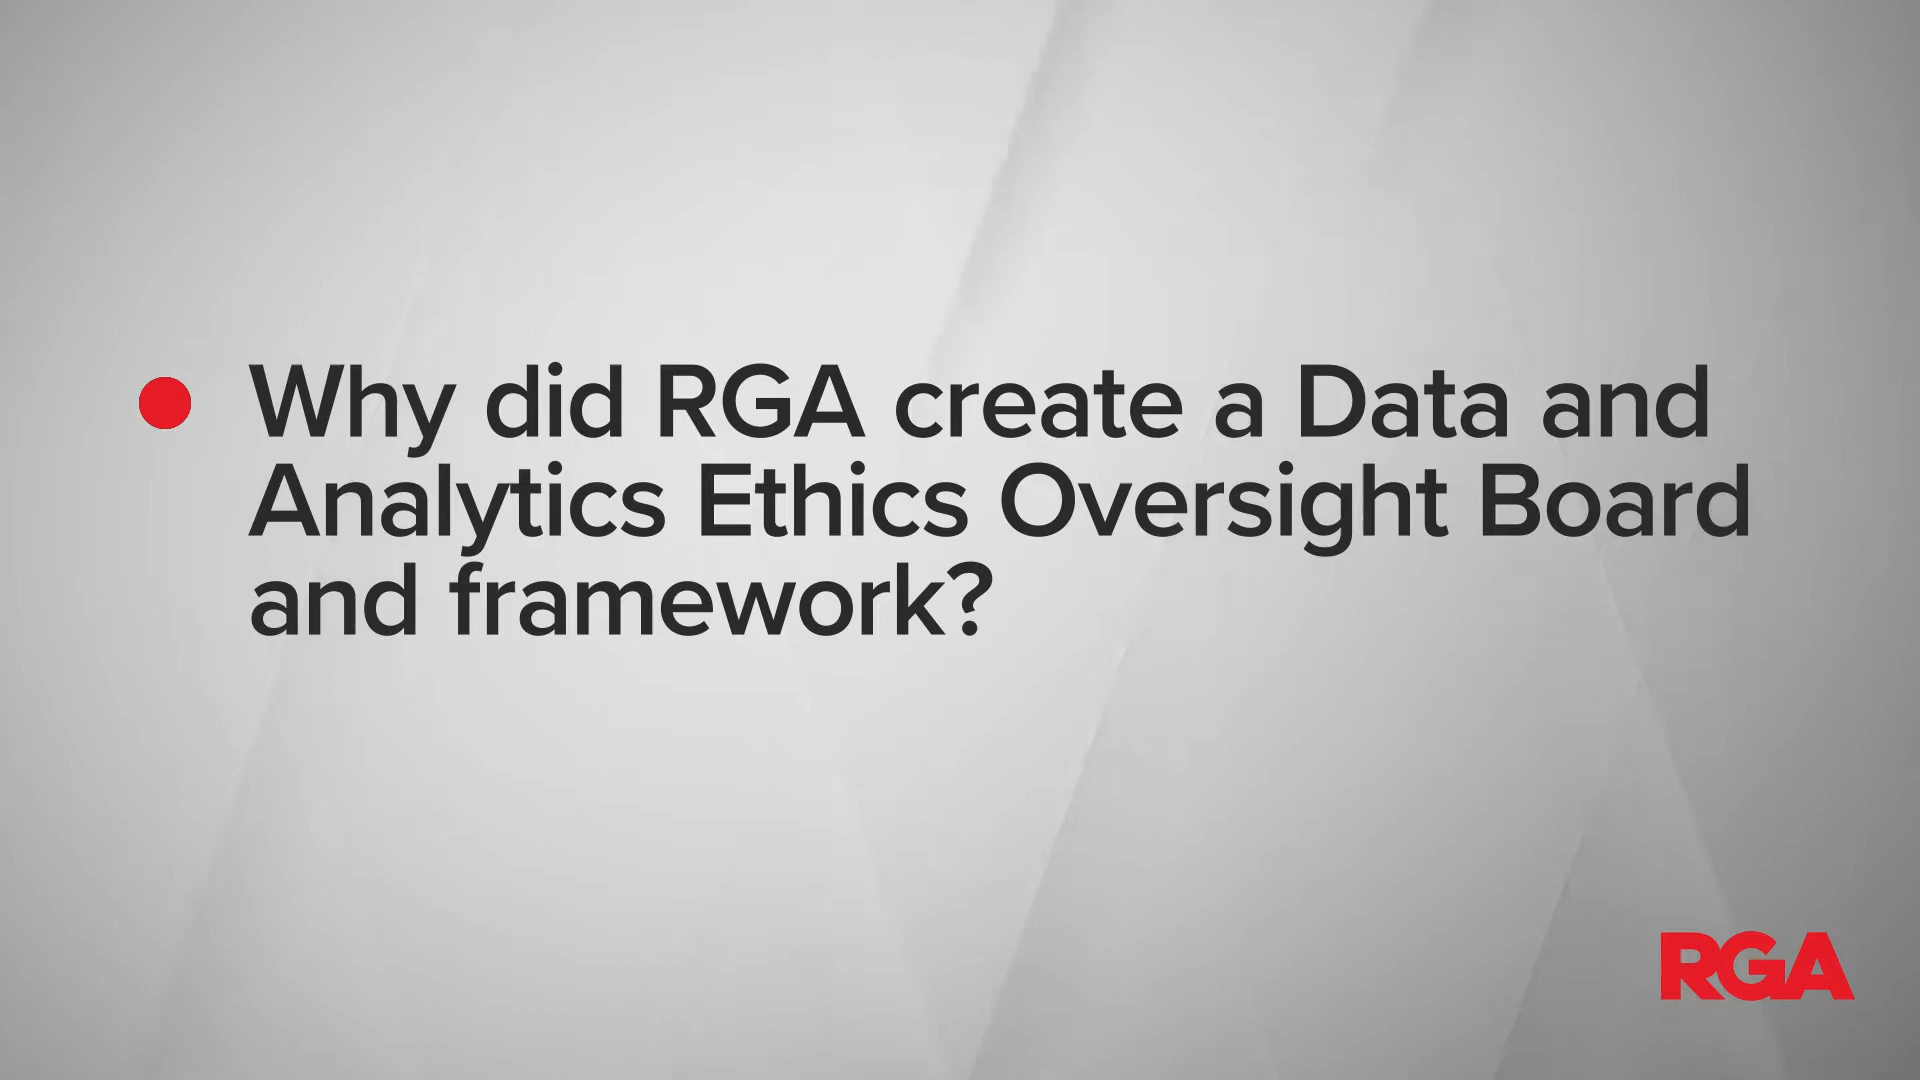 Why did RGA create a Data and
Analytics Ethics Oversight Board
and framework?
RGA